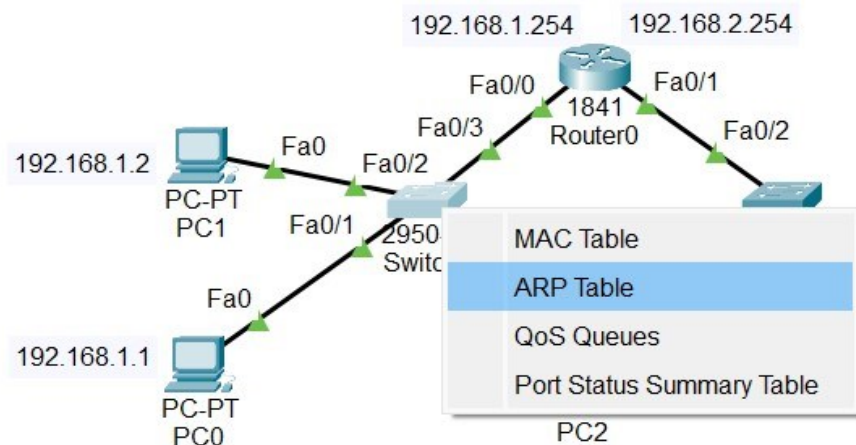 192.168.1.254
192.168.2.254
Fa0/0
Fa0/1
1841
Router0
Fa0/3
Fa0/2
192.168.1.2
Fa0
Fa0/2
PC-PT
PC1
Fa0/1
2950-
Switc
MAC Table
ARP Table
QoS Queues
Port Status Summary Table
Fa0
192.168.1.1
PC-PT
PC0
PC2